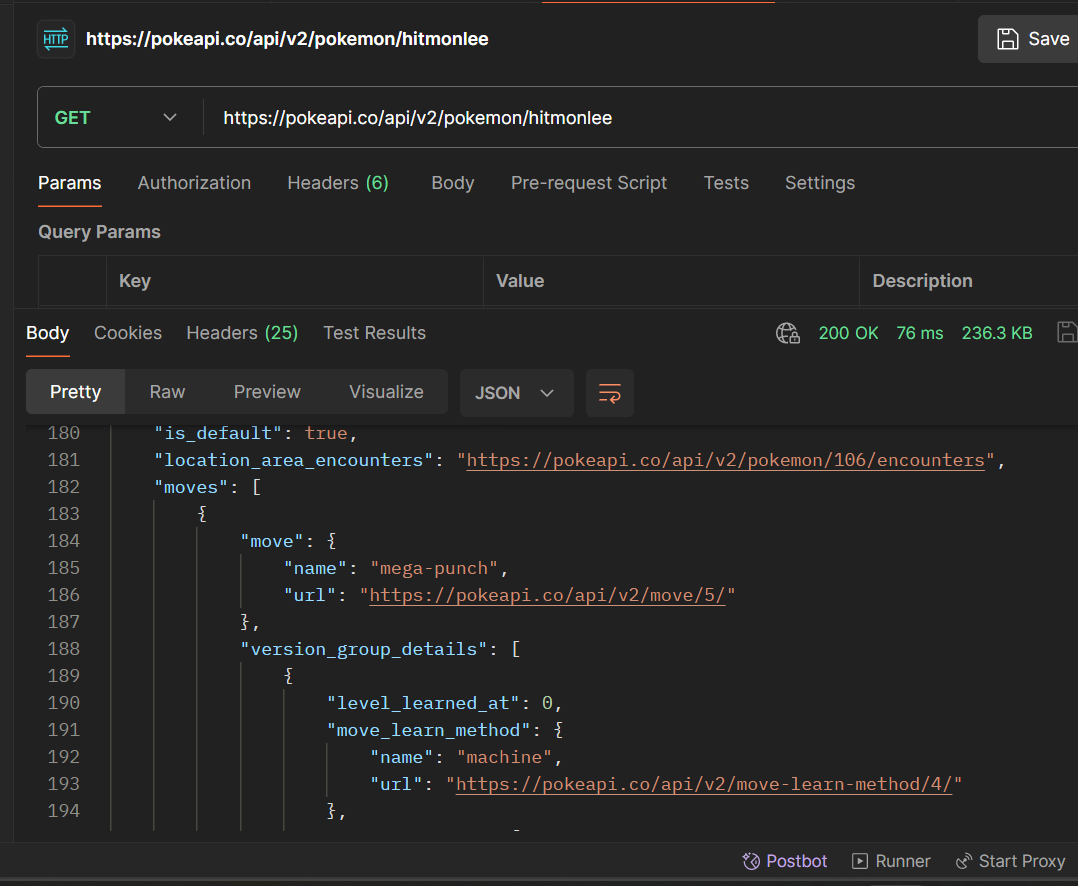 HTTP https://pokeapi.co/api/v2/pokemon/hitmonlee Save
GET https://pokeapi.co/api/v2/pokemon/hitmonlee
Params Authorization Headers (6) Body Pre-request Script Tests Settings
Query Params
Key Value Description
Body Cookies Headers (25) Test Results 200 OK 76 ms 236.3 KB
Pretty Raw Preview Visualize JSON
180 "is_default": true,
181 "location_area_encounters": "https://pokeapi.co/api/v2/pokemon/106/encounters",
182 "moves": [
183 {
184 "move": {
185 "name": "mega-punch",
186 "url": "https://pokeapi.co/api/v2/move/5/"
187 },
188 "version_group_details": [
189 {
190 "level_learned_at": 0,
191 "move_learn_method": {
192 "name": "machine",
193 "url": "https://pokeapi.co/api/v2/move-learn-method/4/"
194 },
Postbot Runner Start Proxy